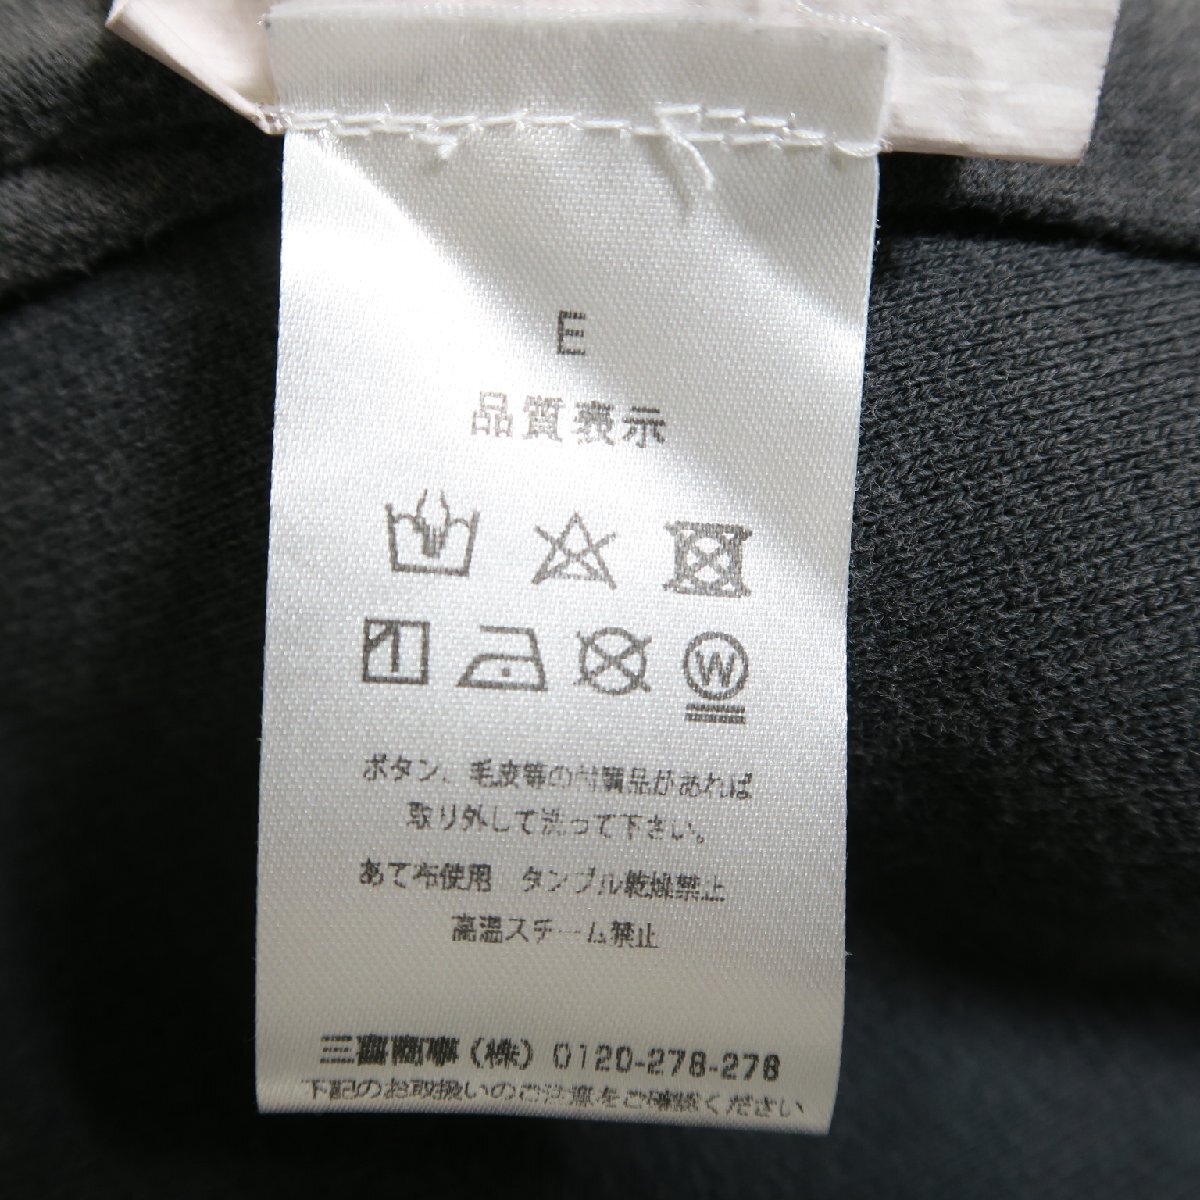 E
品質表示
W
ボタン、毛皮等の付属品があれば
取り外して洗って下さい。
あて布使用 タンブル乾燥禁止
高温スチーム禁止
三喜商事(株) 0120-278-278
下記のお取扱いのご注意をご確認ください